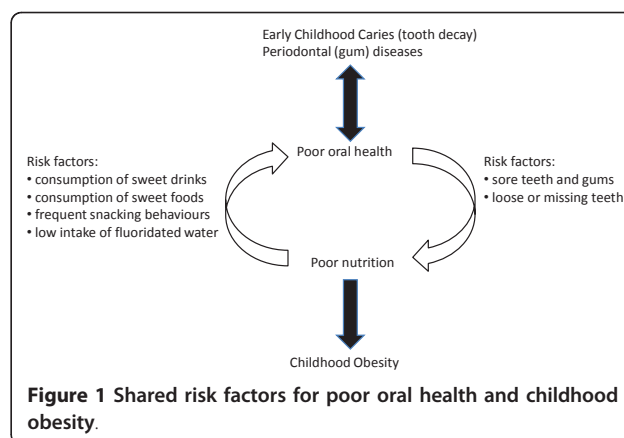 Early Childhood Caries (tooth decay)
Periodontal (gum) diseases
Poor oral health
Risk factors:
• consumption of sweet drinks
• consumption of sweet foods
• frequent snacking behaviours
• low intake of fluoridated water
Risk factors:
• sore teeth and gums
• loose or missing teeth
Poor nutrition
Childhood Obesity
Figure 1 Shared risk factors for poor oral health and childhood
obesity.